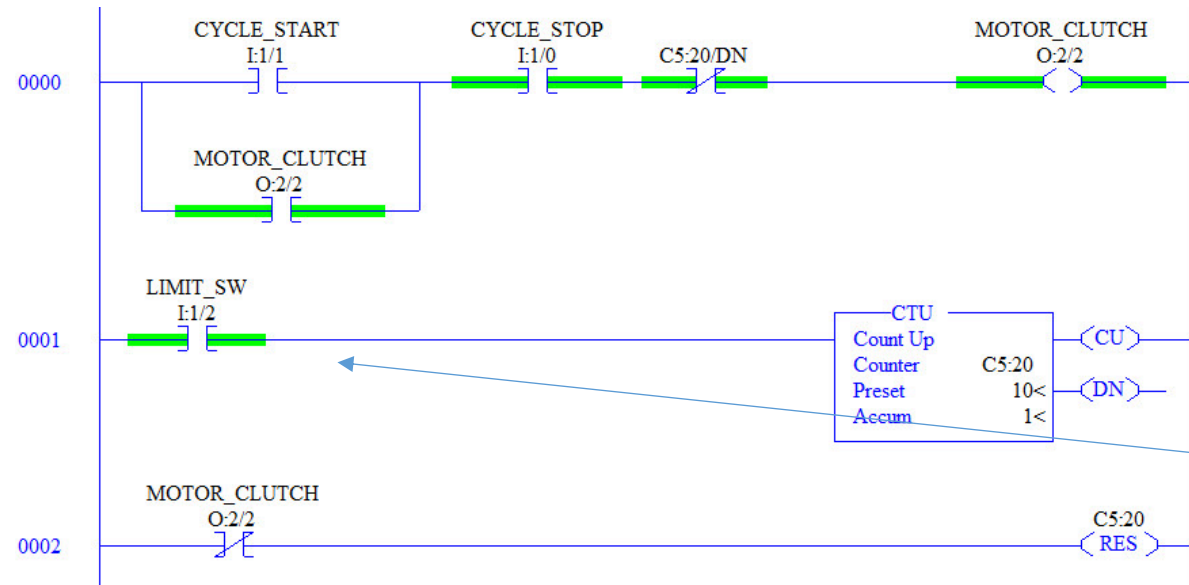 CYCLE_START CYCLE_STOP MOTOR_CLUTCH
I:1/1 I:1/0 C5:20/DN O:2/2
0000
MOTOR_CLUTCH
O:2/2
LIMIT_SW
I:1/2
0001
CTU
Count Up
Counter C5:20
Preset 10<
Accum 1<
CU
DN
MOTOR_CLUTCH
O:2/2 C5:20
0002 RES